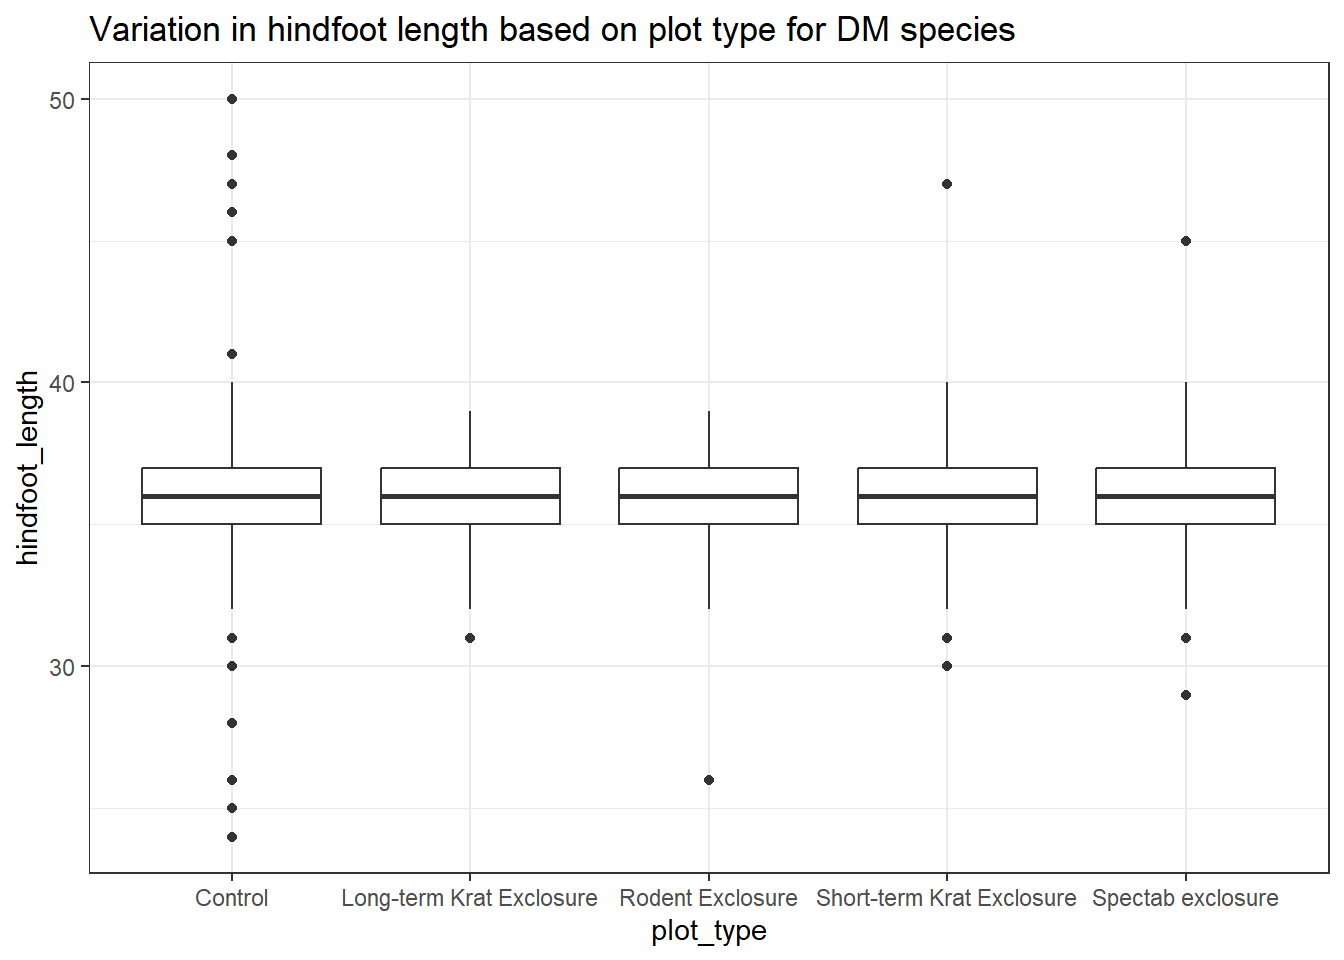 Variation in hindfoot length based on plot type for DM species
hindfoot_length
50
40
30
Control
Long-term Krat Exclosure
Rodent Exclosure
Short-term Krat Exclosure
Spectab exclosure
plot_type